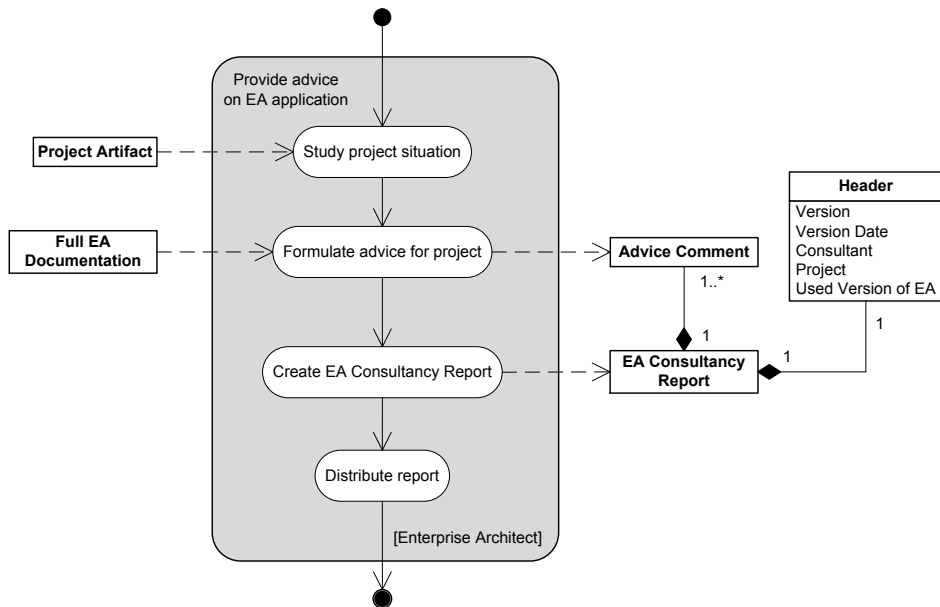 Provide advice
on EA application
Project Artifact
Study project situation
Full EA
Documentation
Formulate advice for project
Advice Comment
Header
Version
Version Date
Consultant
Project
Used Version of EA
1..*
1
1
Create EA Consultancy Report
EA Consultancy
Report
1
Distribute report
[Enterprise Architect]